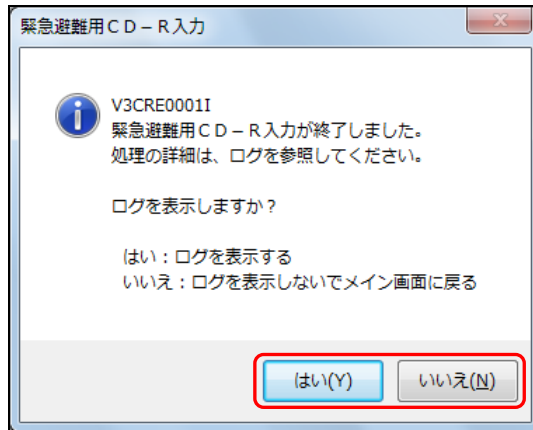 緊急避難用ＣＤ－Ｒ入力
V3CRE0001I
緊急避難用ＣＤ－Ｒ入力が終了しました。
処理の詳細は、ログを参照してください。
ログを表示しますか？
はい：ログを表示する
いいえ：ログを表示しないでメイン画面に戻る
はい(Y) いいえ(N)